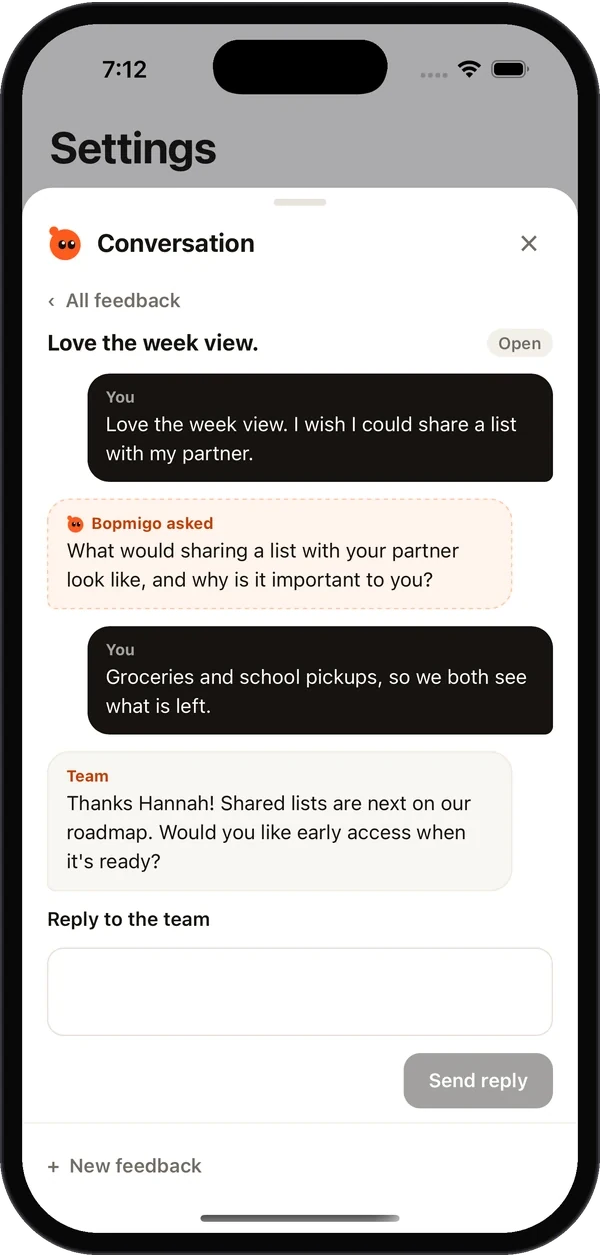 7:12
Settings
Conversation
‹ All feedback
Love the week view.
Open
You
Love the week view. I wish I could share a list
with my partner.
Bopmigo asked
What would sharing a list with your partner
look like, and why is it important to you?
You
Groceries and school pickups, so we both see
what is left.
Team
Thanks Hannah! Shared lists are next on our
roadmap. Would you like early access when
it's ready?
Reply to the team
Send reply
+ New feedback